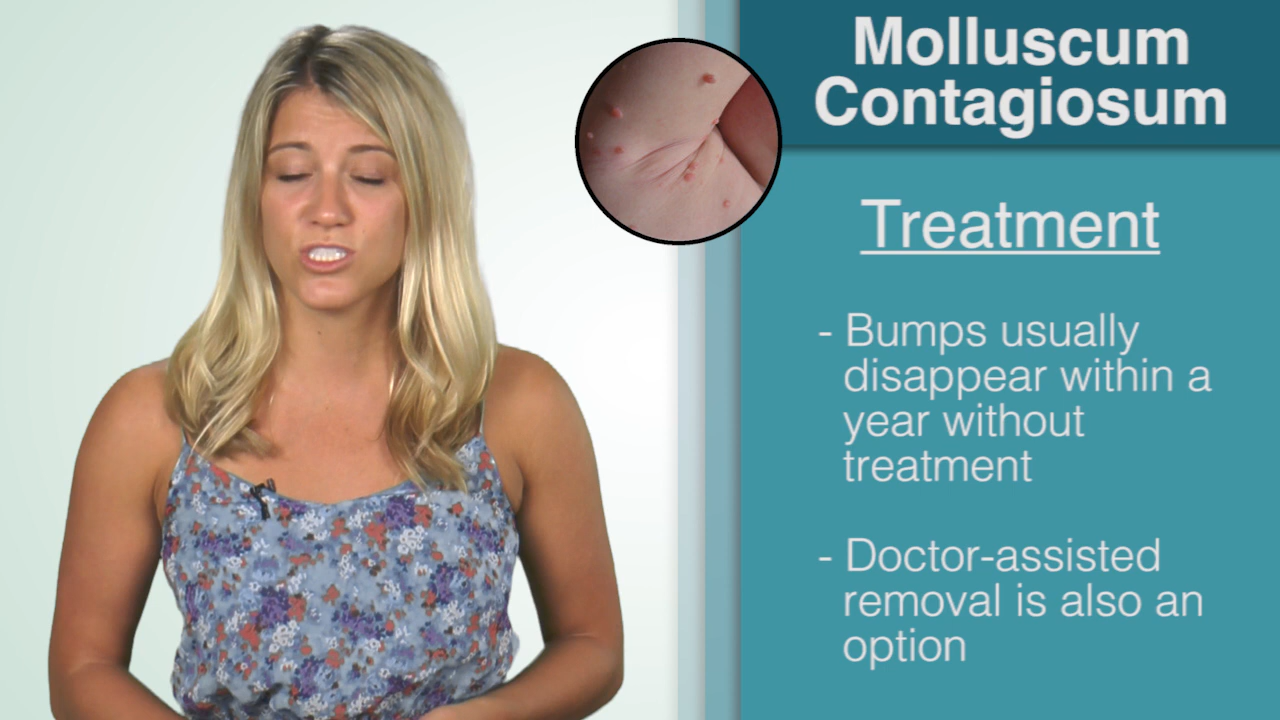 Molluscum
Contagiosum
Treatment
- Bumps usually
disappear within a
year without
treatment
- Doctor-assisted
removal is also an
option